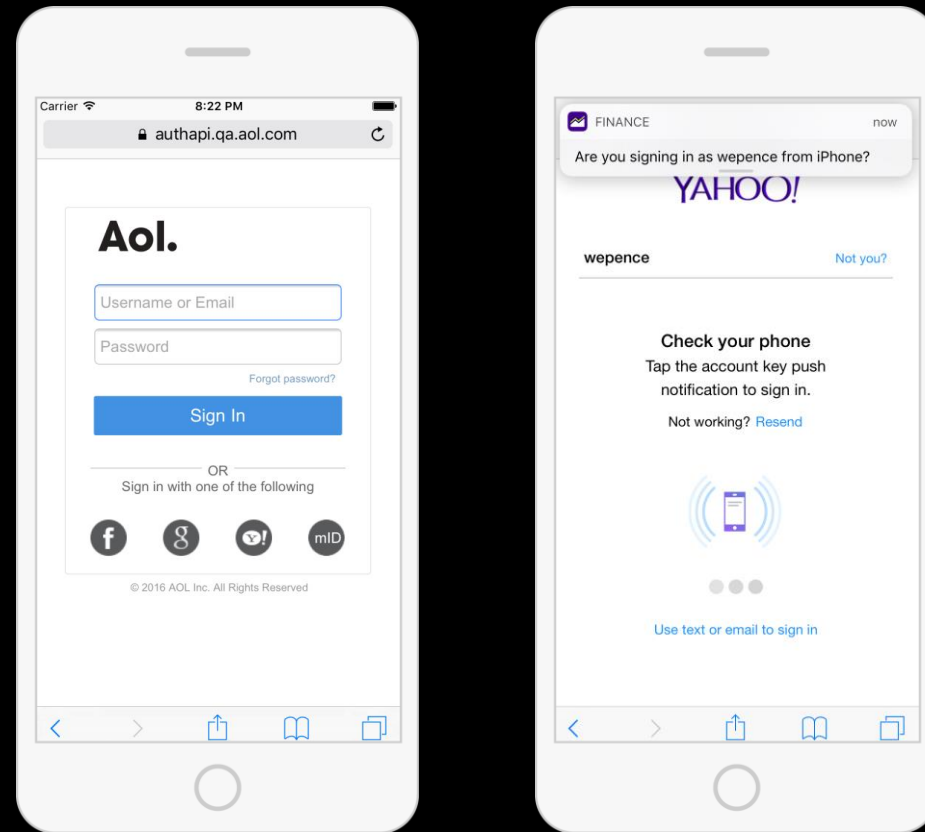 Carrier 8:22 PM
authapi.qa.aol.com
Aol.
Username or Email
Password
Forgot password?
Sign In
OR
Sign in with one of the following
f g Y! mID
© 2016 AOL Inc. All Rights Reserved
FINANCE now
Are you signing in as wepence from iPhone?
YAHOO!
wepence Not you?
Check your phone
Tap the account key push
notification to sign in.
Not working? Resend
Use text or email to sign in